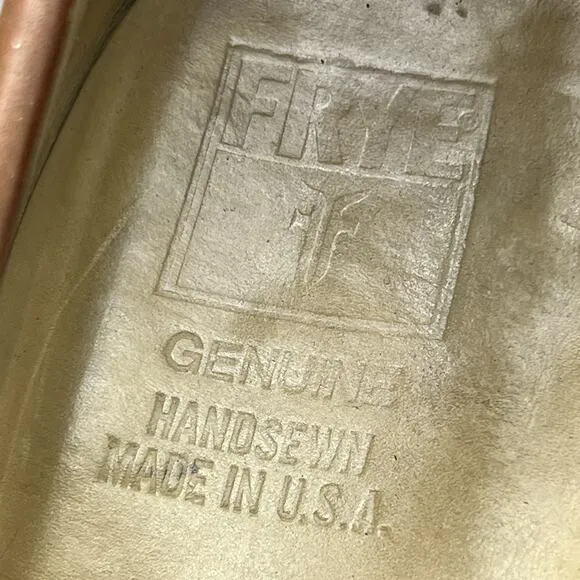 FRYE®
F
GENUINE
HANDSEWN
MADE IN U.S.A.